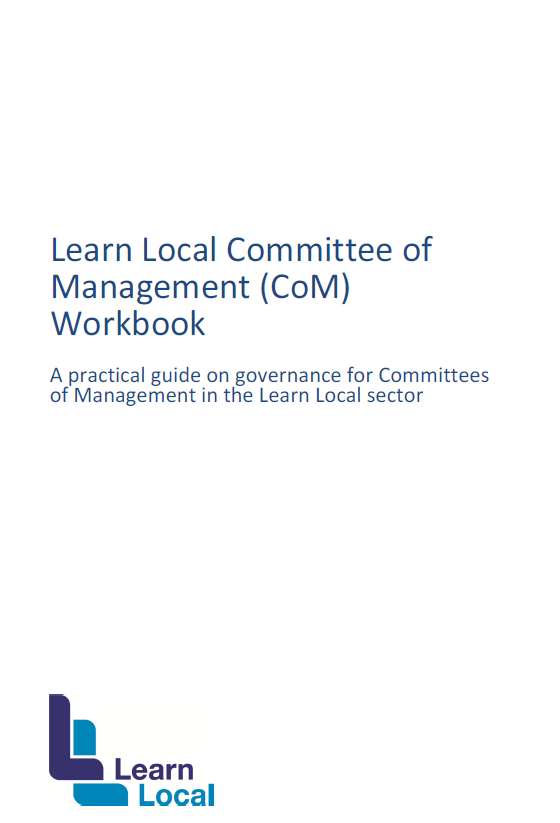 Learn Local Committee of
Management (CoM)
Workbook
A practical guide on governance for Committees
of Management in the Learn Local sector
Learn
Local